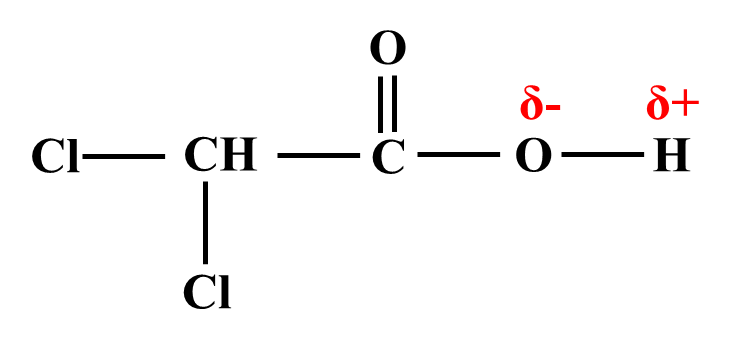 O
δ- δ+
Cl CH C O H
Cl